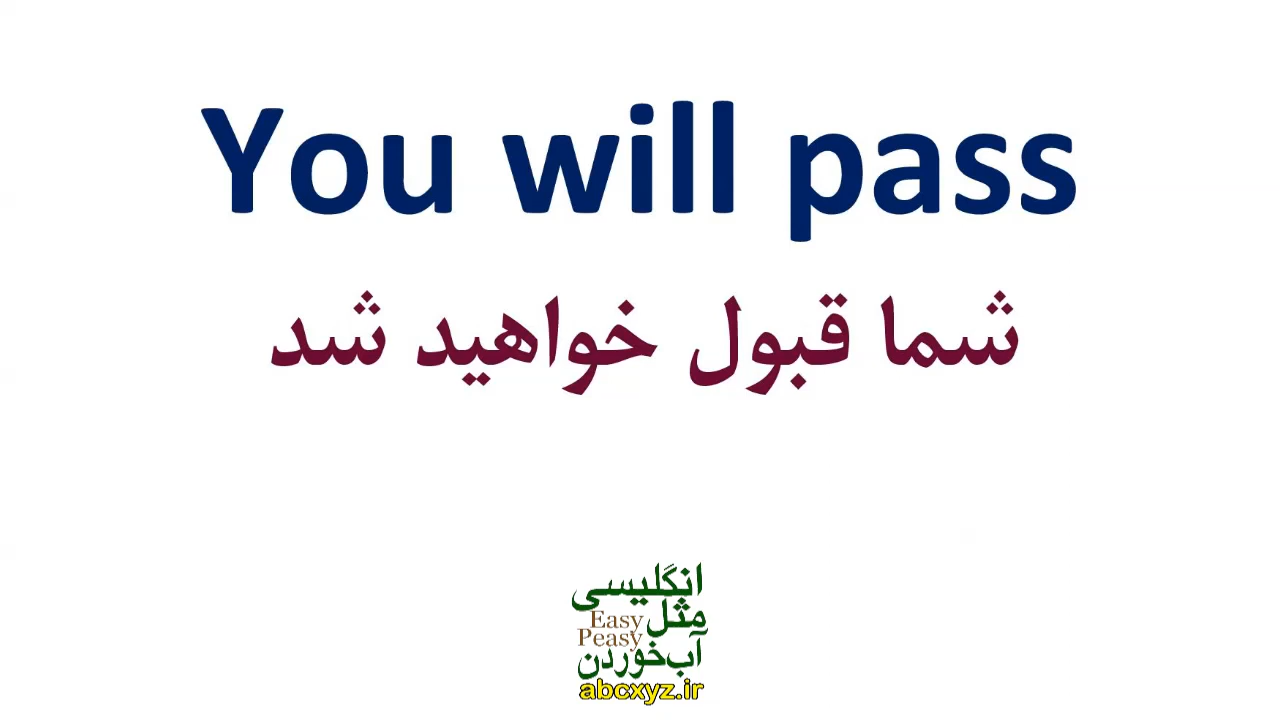 You will pass
شما قبول خواهید شد
انگلیسی
مثل
Easy
Peasy
آب‌خوردن
abcxyz.ir